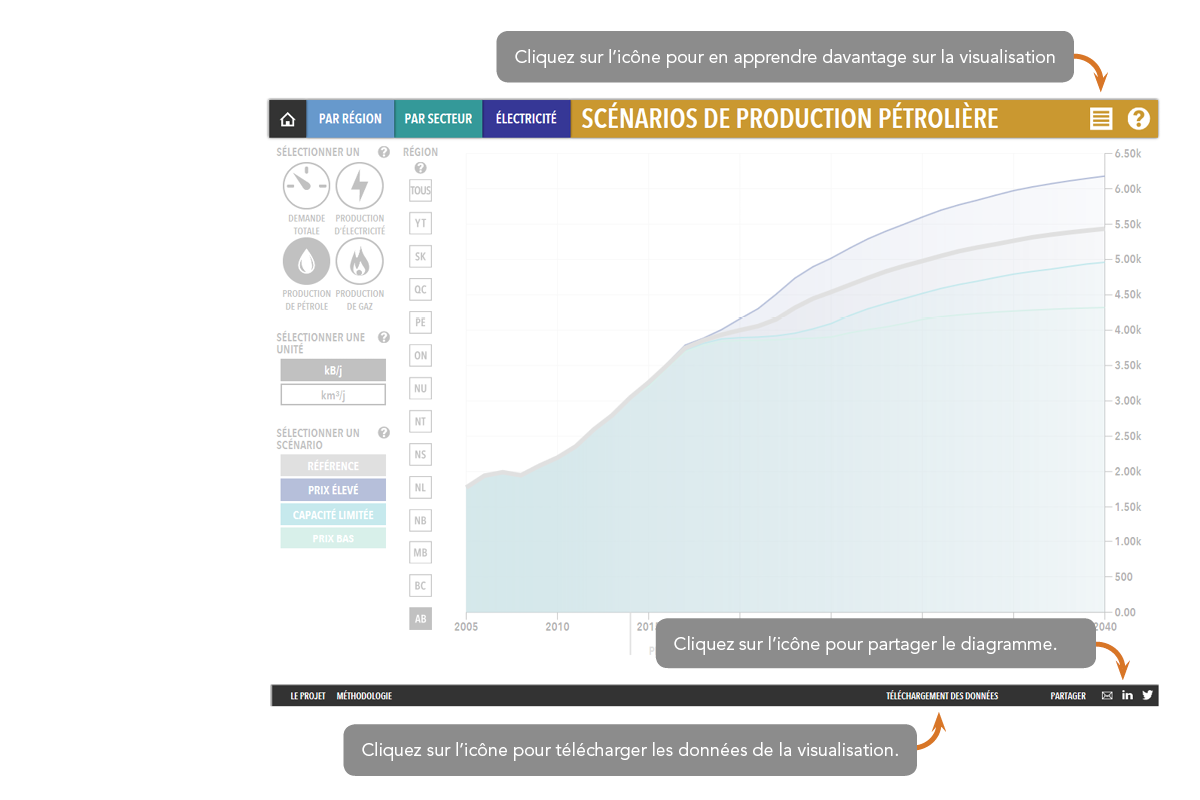 Cliquez sur l'icône pour en apprendre davantage sur la visualisation
PAR RÉGION
PAR SECTEUR
ÉLECTRICITÉ
SCÉNARIOS DE PRODUCTION PÉTROLIÈRE
?
SÉLECTIONNER UN ?
DEMANDE TOTALE
PRODUCTION D'ÉLECTRICITÉ
PRODUCTION DE PÉTROLE
PRODUCTION DE GAZ
SÉLECTIONNER UNE ?
UNITÉ
kB/j
km³/j
SÉLECTIONNER UN ?
SCÉNARIO
RÉFÉRENCE
PRIX ÉLEVÉ
CAPACITÉ LIMITÉE
PRIX BAS
RÉGION
?
TOUS
YT
SK
QC
PE
ON
NU
NT
NS
NL
NB
MB
BC
AB
6.50k
6.00k
5.50k
5.00k
4.50k
4.00k
3.50k
3.00k
2.50k
2.00k
1.50k
1.00k
500
0.00
2005
2010
2040
Cliquez sur l'icône pour partager le diagramme.
LE PROJET
MÉTHODOLOGIE
TÉLÉCHARGEMENT DES DONNÉES
PARTAGER
in
Cliquez sur l'icône pour télécharger les données de la visualisation.